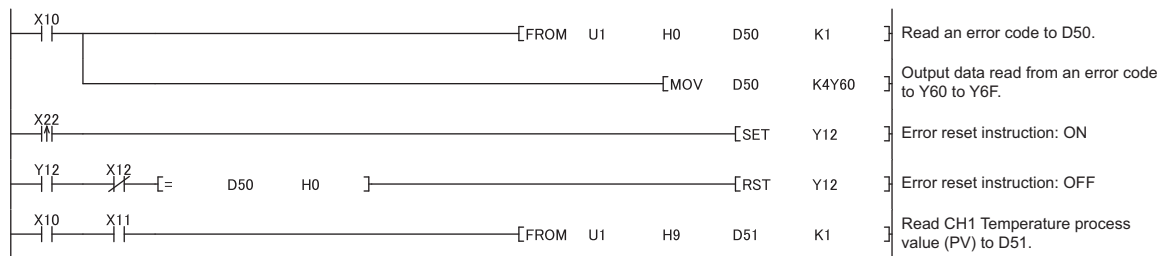 X10
[FROM U1 H0 D50 K1 ] Read an error code to D50.
[MOV D50 K4Y60 ] Output data read from an error code
to Y60 to Y6F.
X22
[SET Y12 ] Error reset instruction: ON
Y12 X12
[= D50 H0 ] [RST Y12 ] Error reset instruction: OFF
X10 X11
[FROM U1 H9 D51 K1 ] Read CH1 Temperature process
value (PV) to D51.